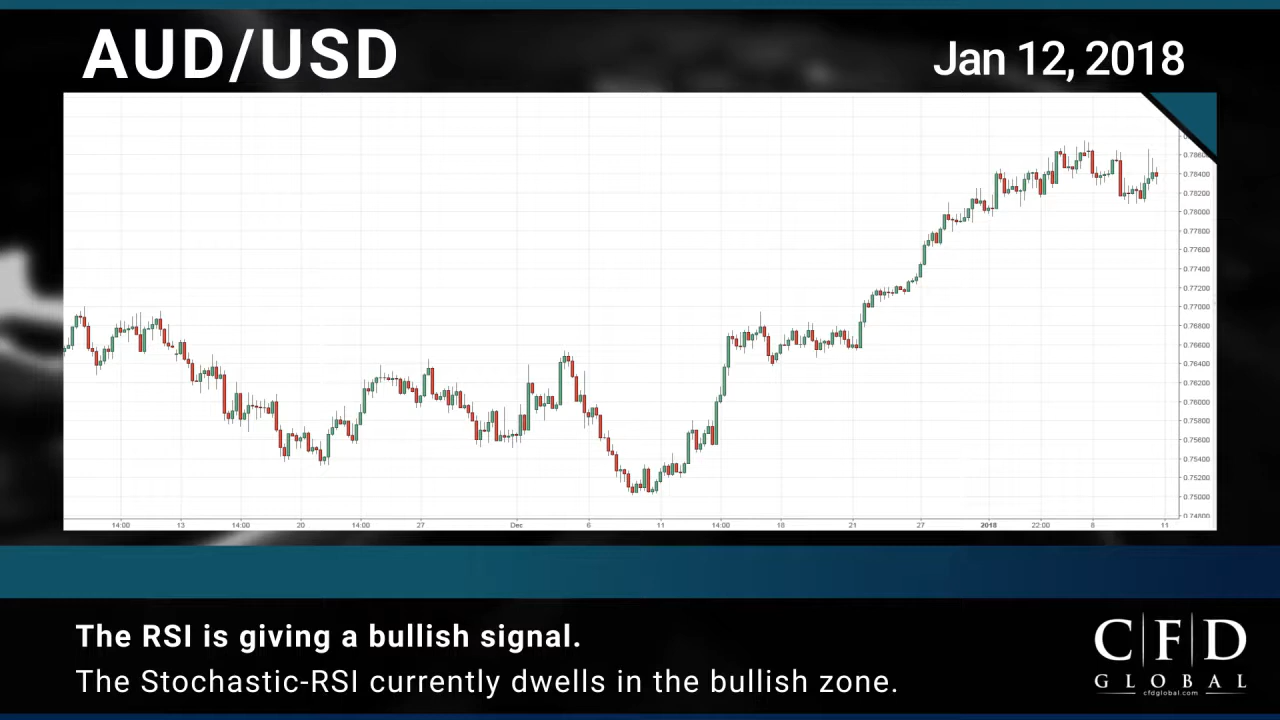 AUD/USD
Jan 12, 2018
0.78600
0.78400
0.78200
0.78000
0.77800
0.77600
0.77400
0.77200
0.77000
0.76800
0.76600
0.76400
0.76200
0.76000
0.75800
0.75600
0.75400
0.75200
0.75000
0.74800
14:00 13 14:00 20 14:00 27 Dec 6 11 14:00 18 21 27 2018 22:00 8 11
The RSI is giving a bullish signal.
The Stochastic-RSI currently dwells in the bullish zone.
CFD
GLOBAL
cfdglobal.com